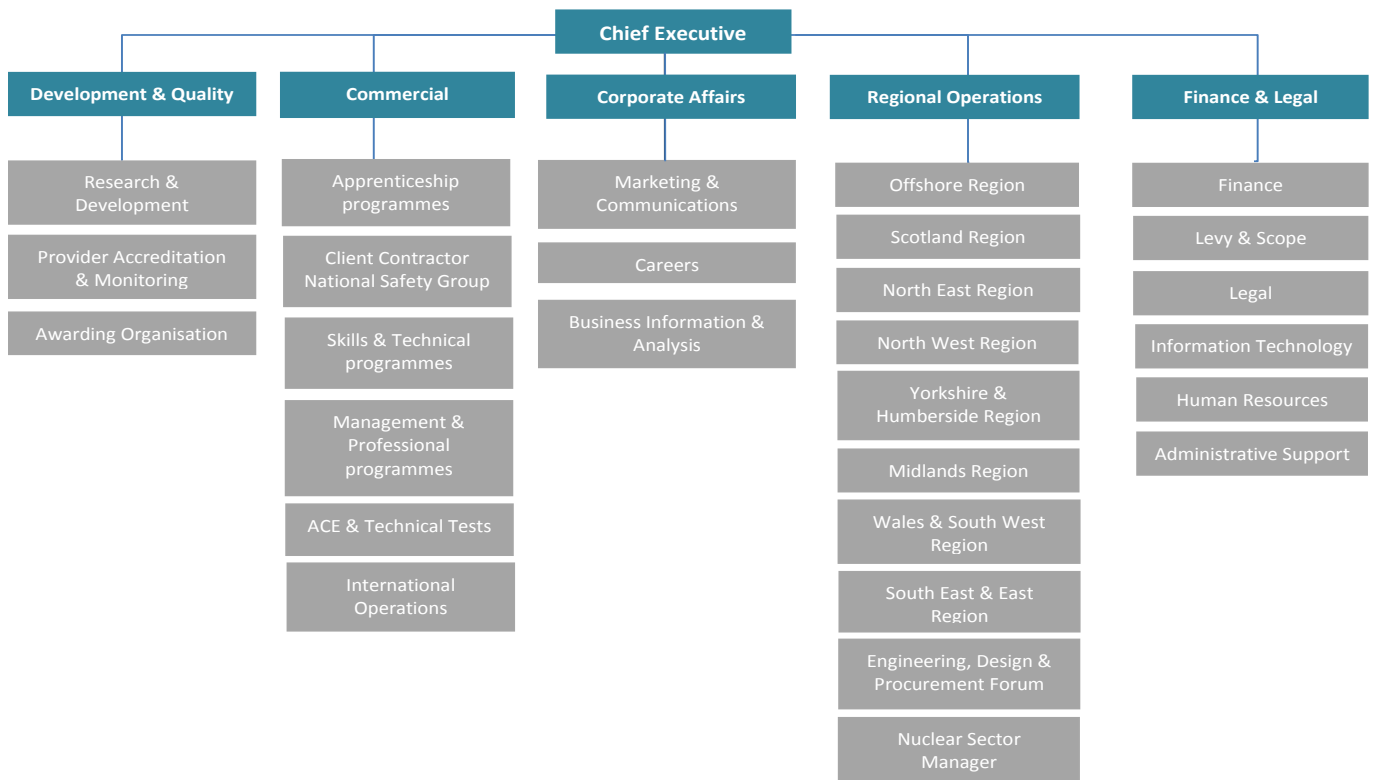 Chief Executive
Development & Quality
Research &
Development
Provider Accreditation
& Monitoring
Awarding Organisation
Commercial
Apprenticeship
programmes
Client Contractor
National Safety Group
Skills & Technical
programmes
Management &
Professional
programmes
ACE & Technical Tests
International
Operations
Corporate Affairs
Marketing &
Communications
Careers
Business Information &
Analysis
Regional Operations
Offshore Region
Scotland Region
North East Region
North West Region
Yorkshire &
Humberside Region
Midlands Region
Wales & South West
Region
South East & East
Region
Engineering, Design &
Procurement Forum
Nuclear Sector
Manager
Finance & Legal
Finance
Levy & Scope
Legal
Information Technology
Human Resources
Administrative Support